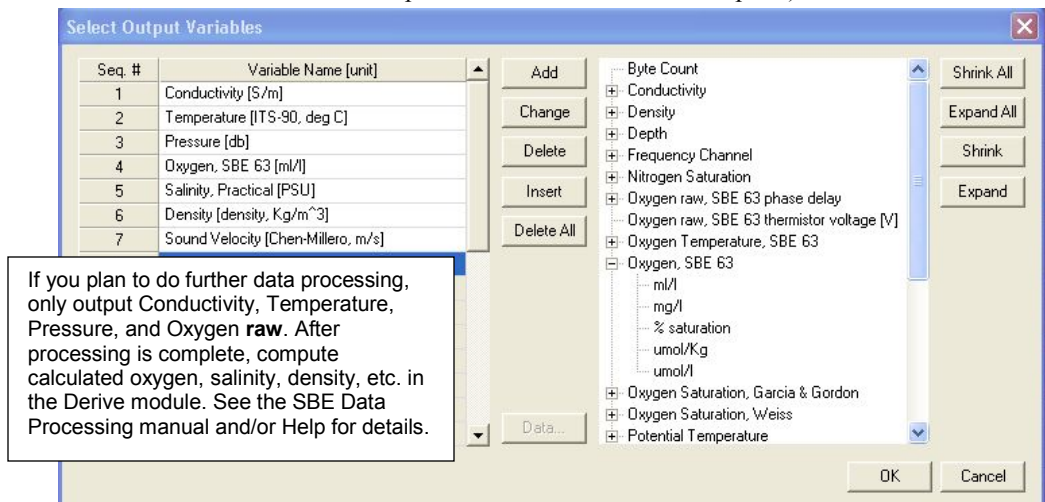 Select Output Variables
Seq. # Variable Name [unit]
1 Conductivity [S/m]
2 Temperature [ITS-90, deg C]
3 Pressure [db]
4 Oxygen, SBE 63 [ml/l]
5 Salinity, Practical [PSU]
6 Density [density, Kg/m^3]
7 Sound Velocity [Chen-Millero, m/s]
If you plan to do further data processing,
only output Conductivity, Temperature,
Pressure, and Oxygen raw. After
processing is complete, compute
calculated oxygen, salinity, density, etc. in
the Derive module. See the SBE Data
Processing manual and/or Help for details.
Add
Change
Delete
Insert
Delete All
Data...
Byte Count
Conductivity
Density
Depth
Frequency Channel
Nitrogen Saturation
Oxygen raw, SBE 63 phase delay
Oxygen raw, SBE 63 thermistor voltage [V]
Oxygen Temperature, SBE 63
Oxygen, SBE 63
ml/l
mg/l
% saturation
umol/Kg
umol/l
Oxygen Saturation, Garcia & Gordon
Oxygen Saturation, Weiss
Potential Temperature
Shrink All
Expand All
Shrink
Expand
OK
Cancel